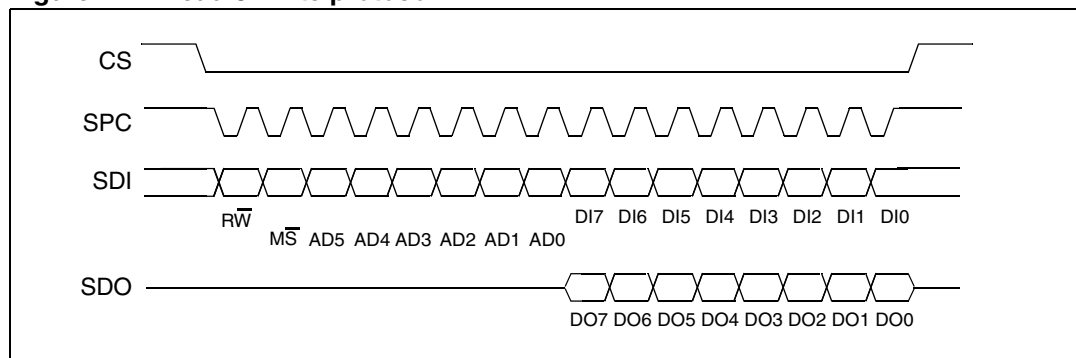 CS
SPC
SDI
RW̅ DI7 DI6 DI5 DI4 DI3 DI2 DI1 DI0
MS̅ AD5 AD4 AD3 AD2 AD1 AD0
SDO
DO7 DO6 DO5 DO4 DO3 DO2 DO1 DO0